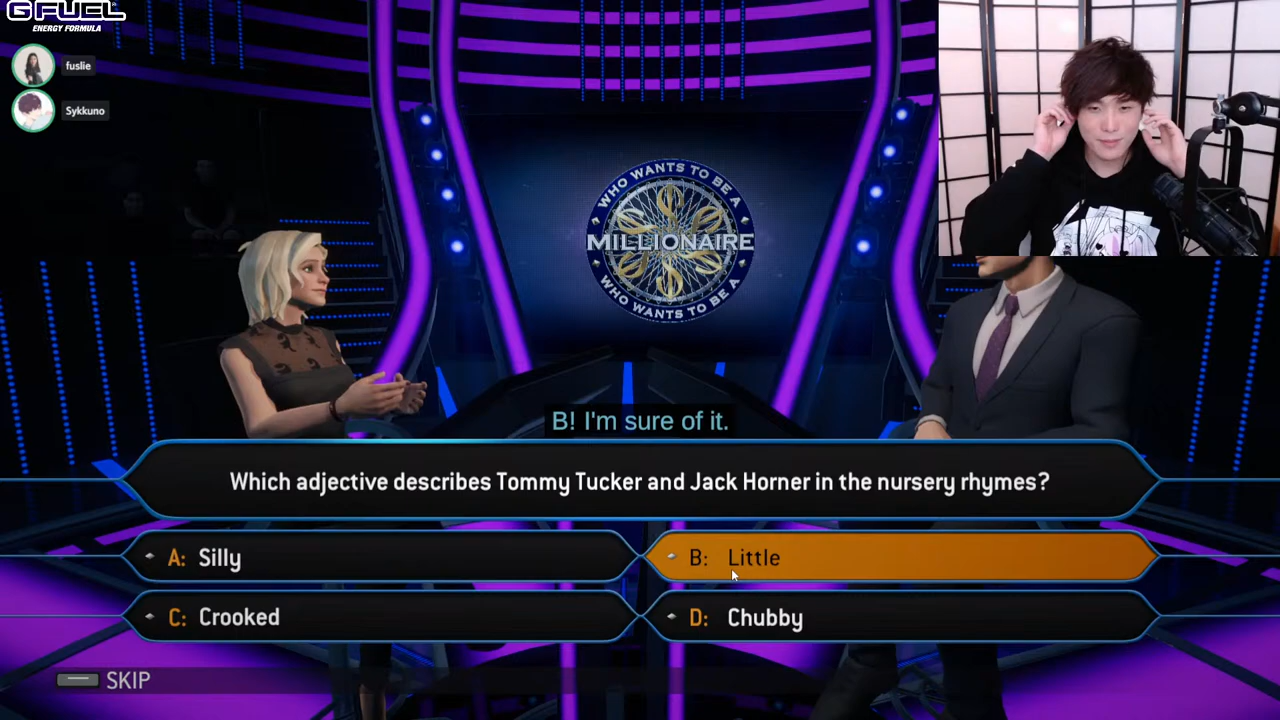 G FUEL
ENERGY FORMULA
fuslie
Sykkuno
WHO WANTS TO BE A
MILLIONAIRE
WHO WANTS TO BE A
B! I'm sure of it.
Which adjective describes Tommy Tucker and Jack Horner in the nursery rhymes?
A: Silly
B: Little
C: Crooked
D: Chubby
SKIP